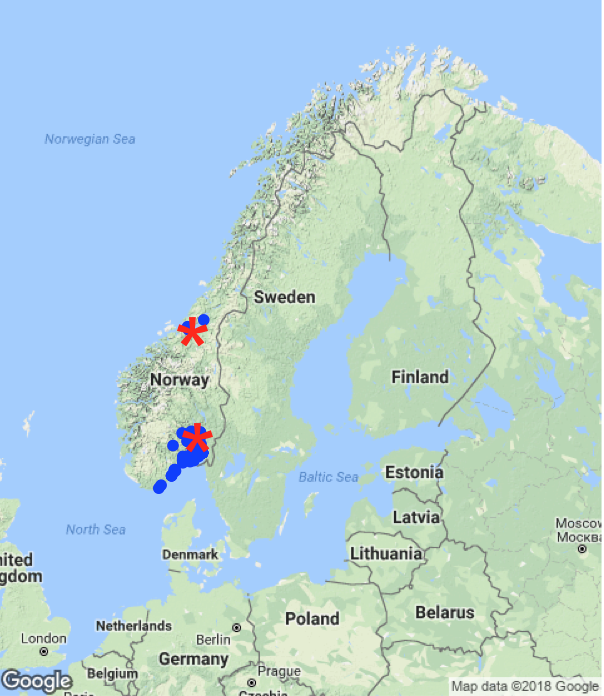 Norwegian Sea
Sweden
Norway
Finland
Baltic Sea
Estonia
Latvia
Moscow
Москва
North Sea
Denmark
Lithuania
nited
ngdom
Belarus
Poland
Netherlands
Berlin
London
Germany
Belgium
Prague
Google
Map data ©2018 Google